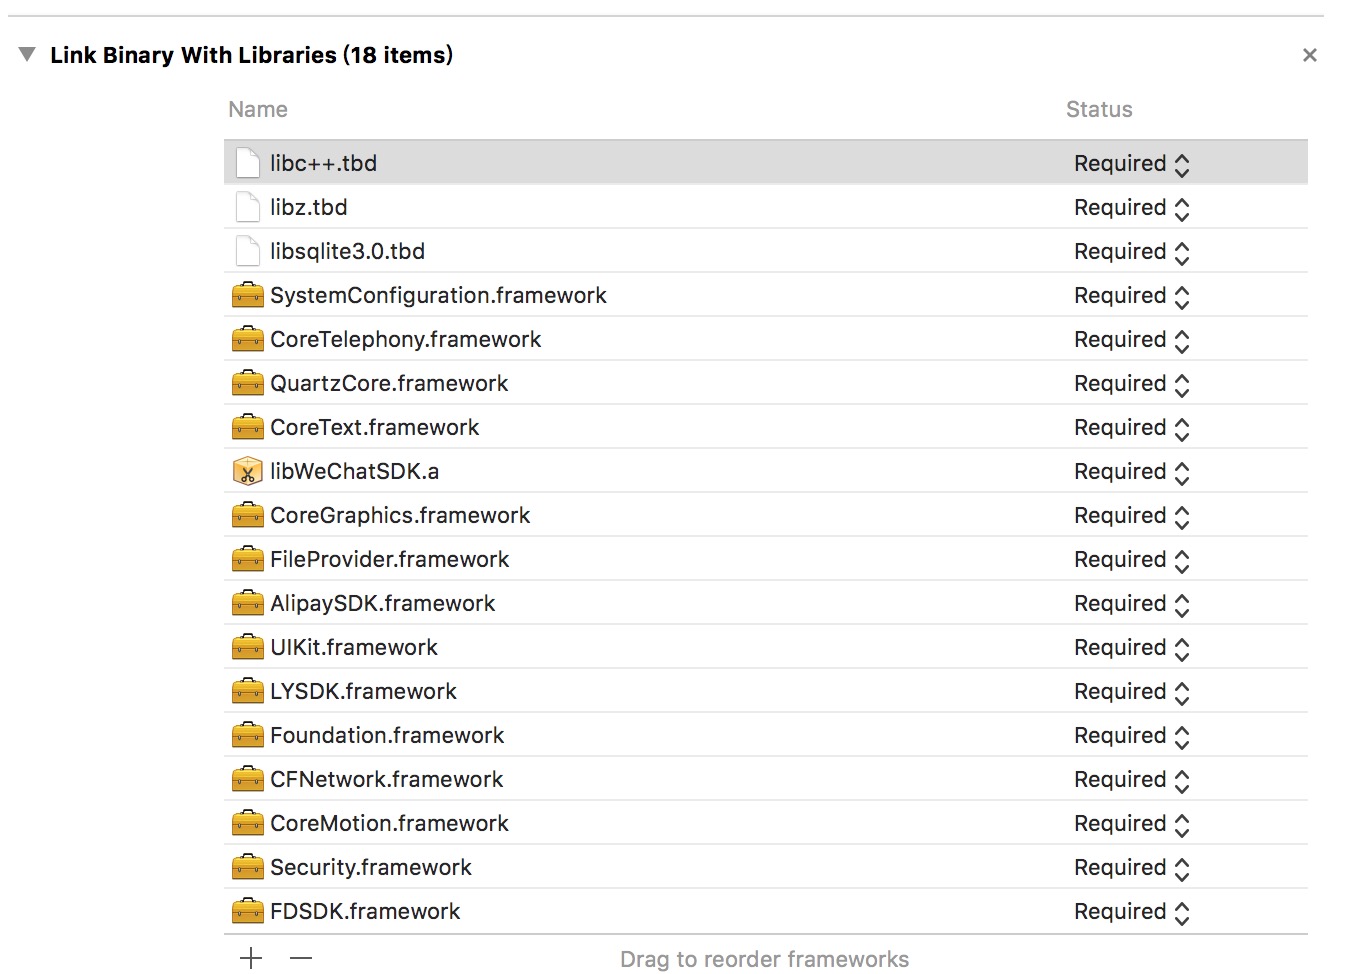 Link Binary With Libraries (18 items)
Name Status
libc++.tbd Required
libz.tbd Required
libsqlite3.0.tbd Required
SystemConfiguration.framework Required
CoreTelephony.framework Required
QuartzCore.framework Required
CoreText.framework Required
libWeChatSDK.a Required
CoreGraphics.framework Required
FileProvider.framework Required
AlipaySDK.framework Required
UIKit.framework Required
LYSDK.framework Required
Foundation.framework Required
CFNetwork.framework Required
CoreMotion.framework Required
Security.framework Required
FDSDK.framework Required
Drag to reorder frameworks